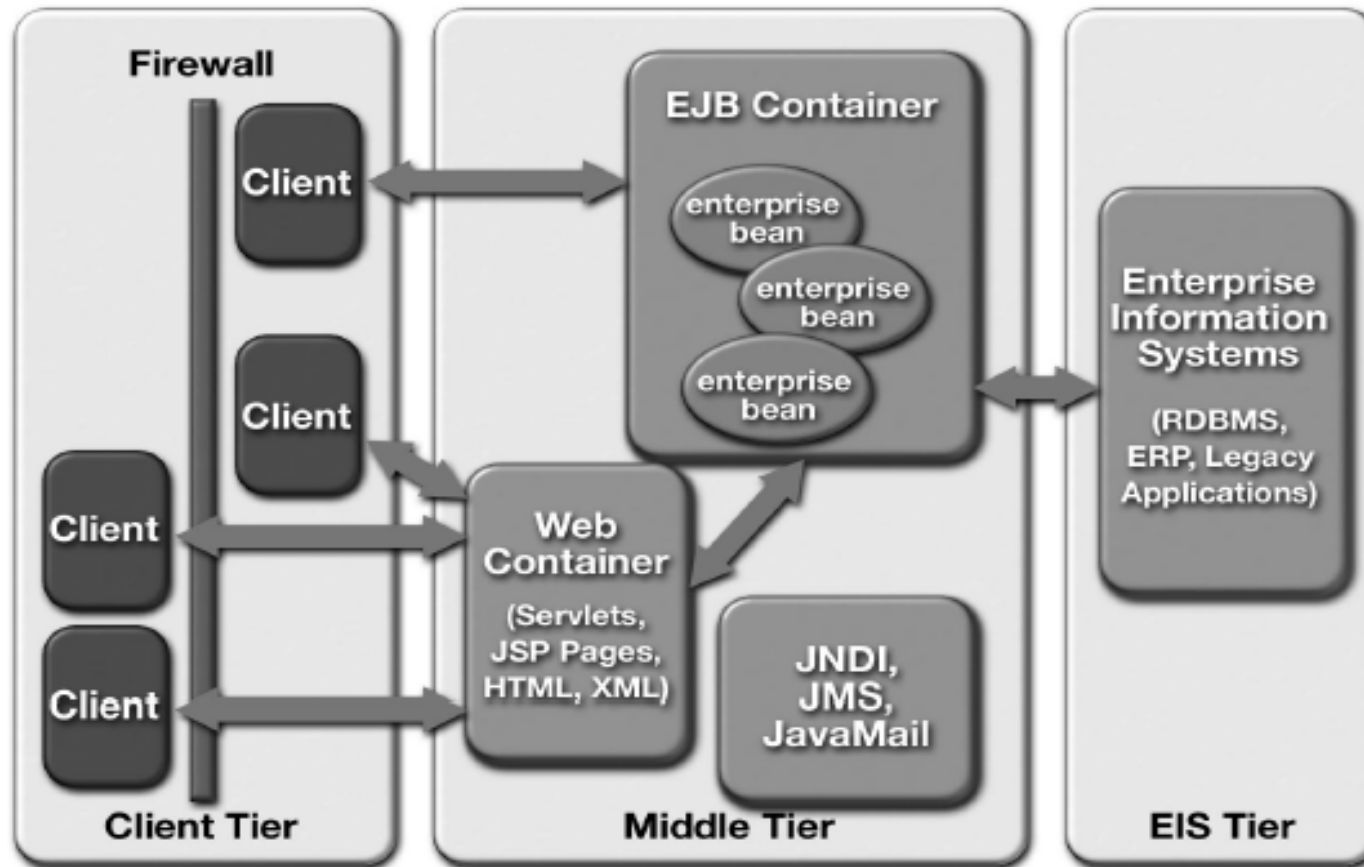 Firewall
Client
Client
Client
Client
Client Tier
EJB Container
enterprise
bean
enterprise
bean
enterprise
bean
Web
Container
(Servlets,
JSP Pages,
HTML, XML)
JNDI,
JMS,
JavaMail
Middle Tier
Enterprise
Information
Systems
(RDBMS,
ERP, Legacy
Applications)
EIS Tier